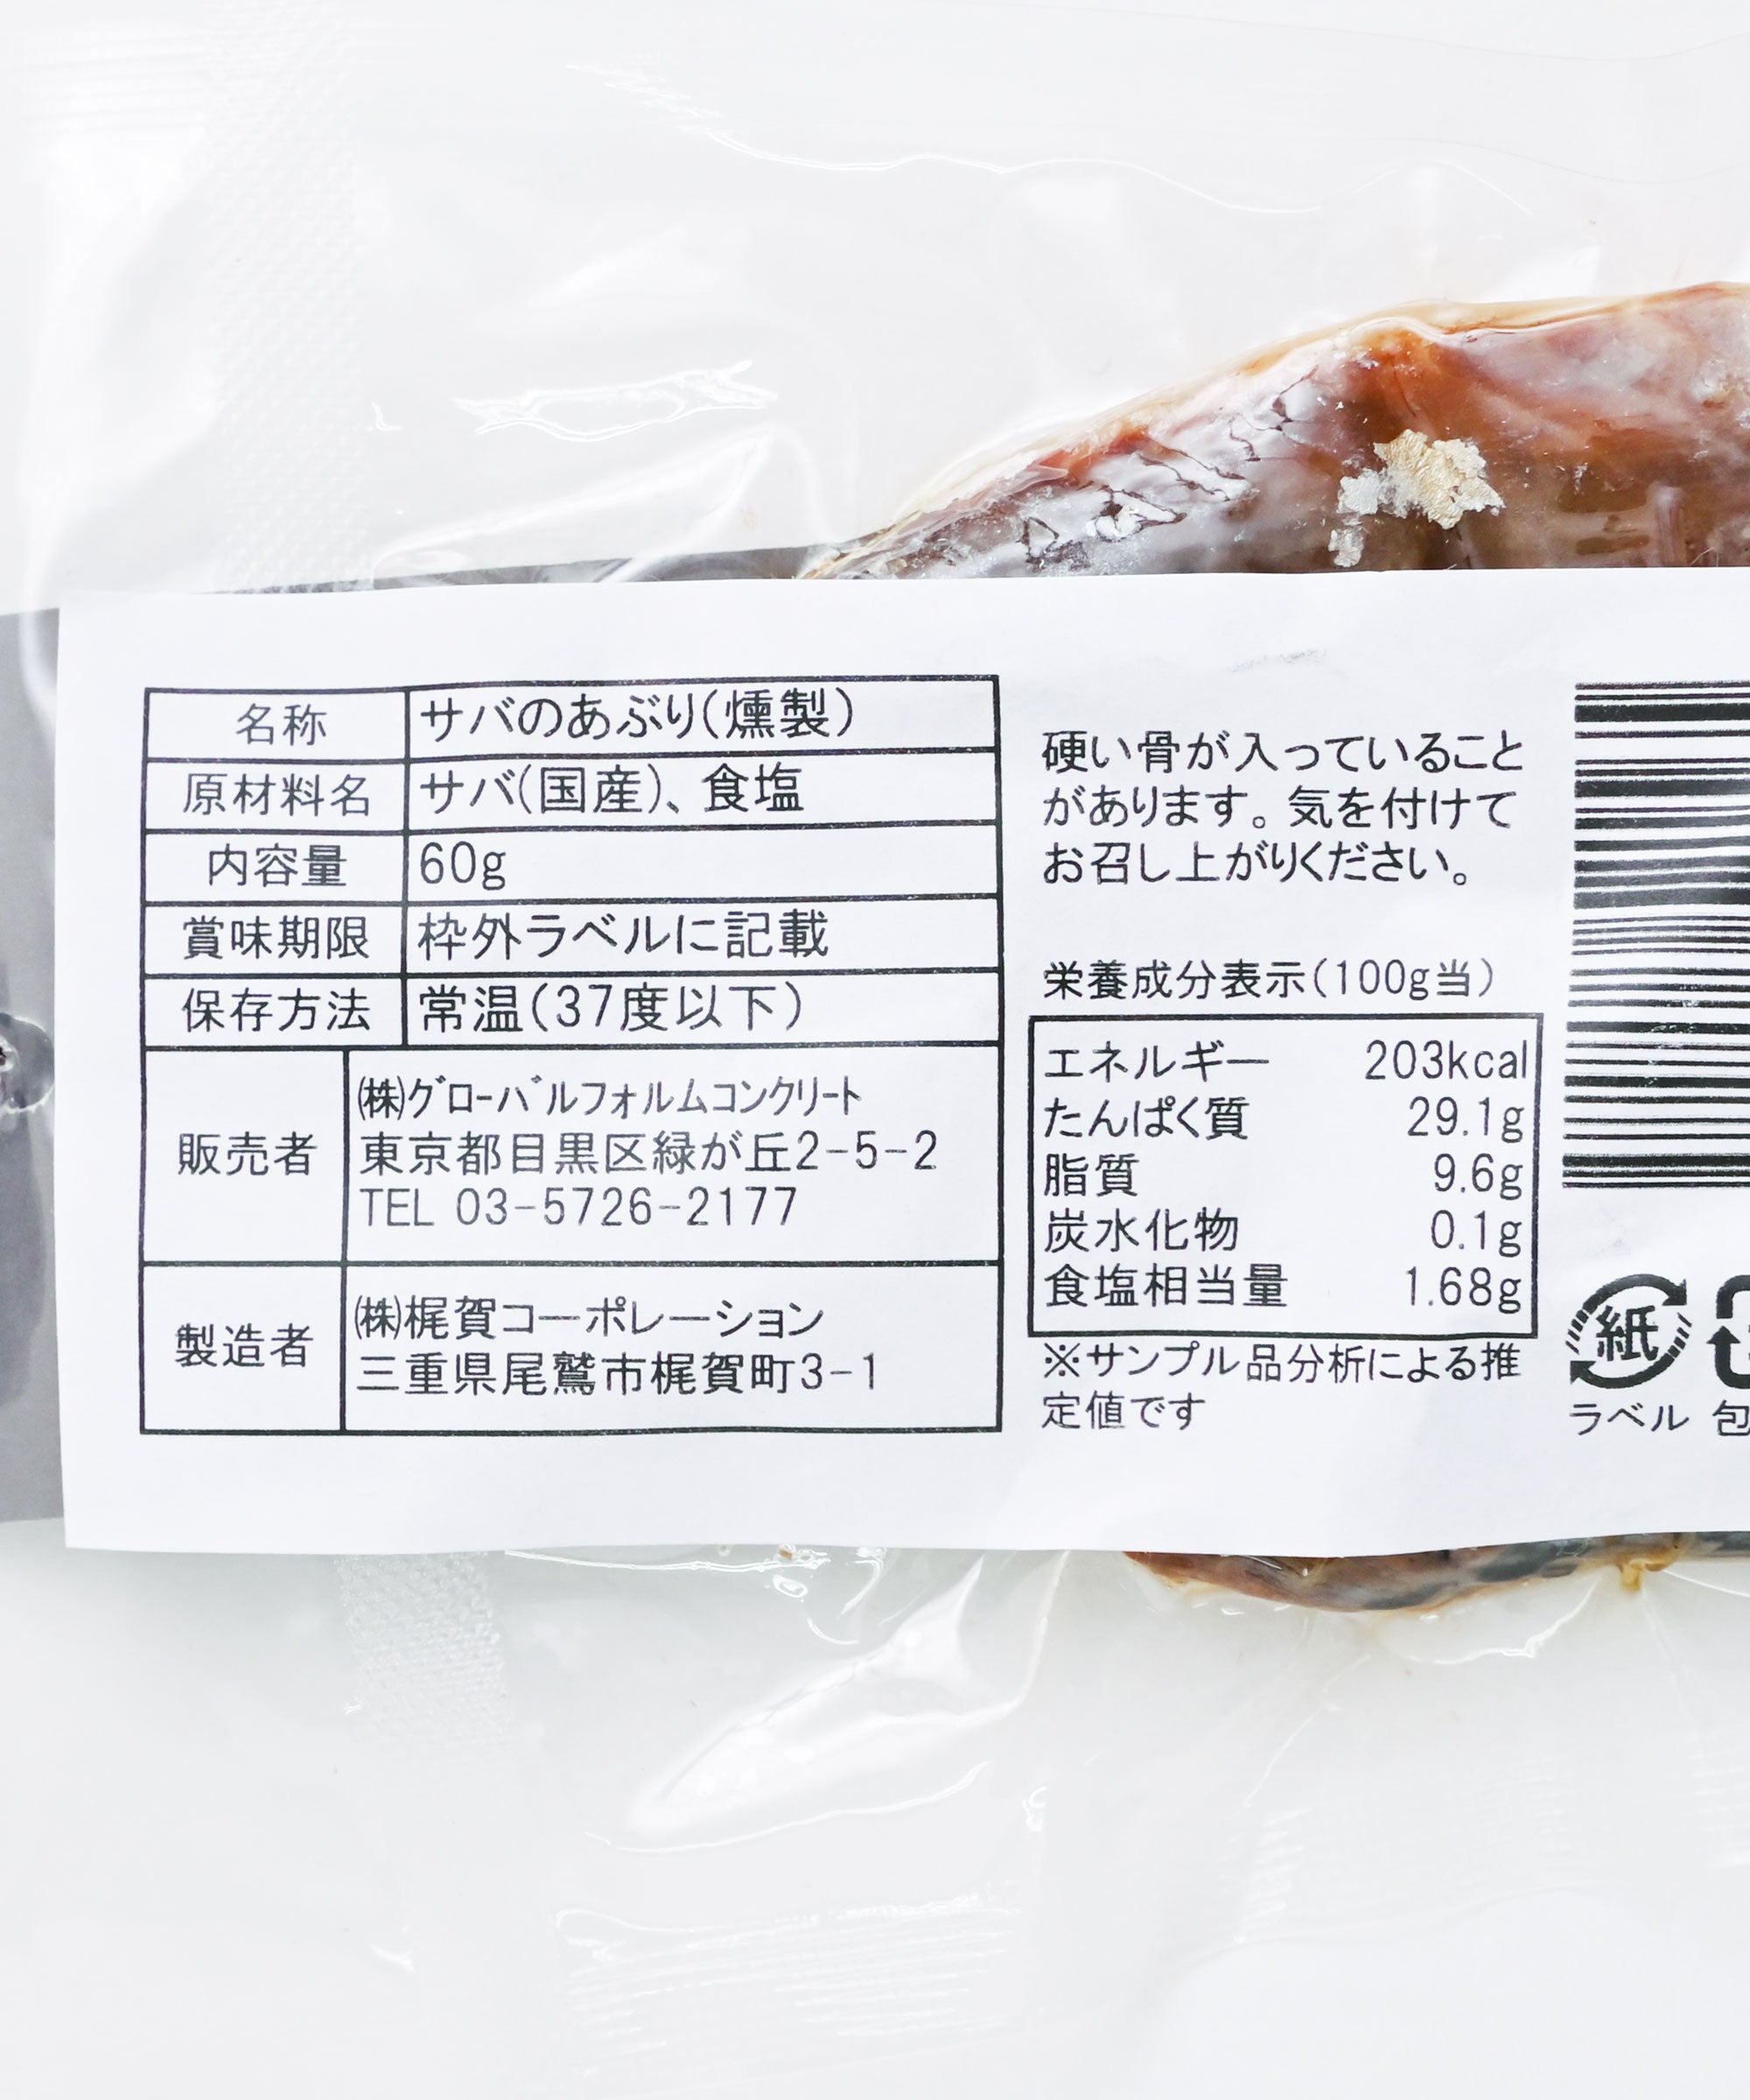 名称 サバのあぶり(燻製)
原材料名 サバ(国産)、食塩
内容量 60g
賞味期限 枠外ラベルに記載
保存方法 常温(37度以下)
販売者 ㈱グローバルフォルムコンクリート
東京都目黒区緑が丘2-5-2
TEL 03-5726-2177
製造者 ㈱梶賀コーポレーション
三重県尾鷲市梶賀町3-1
硬い骨が入っていること
があります。気を付けて
お召し上がりください。
栄養成分表示(100g当)
エネルギー 203kcal
たんぱく質 29.1g
脂質 9.6g
炭水化物 0.1g
食塩相当量 1.68g
※サンプル品分析による推
定値です
紙
ラベル 包